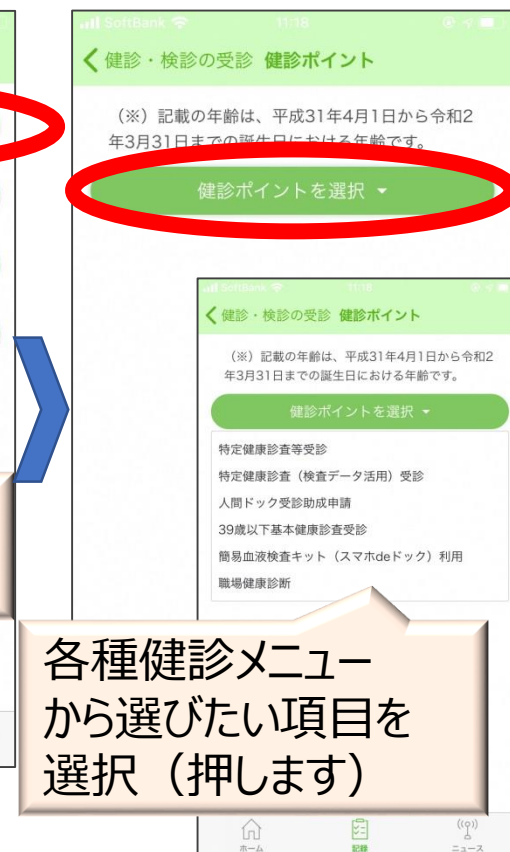 SoftBank 11:18
健診・検診の受診 健診ポイント
（※）記載の年齢は、平成31年4月1日から令和2
年3月31日までの誕生日における年齢です。
健診ポイントを選択
SoftBank 11:18
健診・検診の受診 健診ポイント
（※）記載の年齢は、平成31年4月1日から令和2
年3月31日までの誕生日における年齢です。
健診ポイントを選択
特定健康診査等受診
特定健康診査（検査データ活用）受診
人間ドック受診助成申請
39歳以下基本健康診査受診
簡易血液検査キット（スマホdeドック）利用
職場健康診断
各種健診メニュー
から選びたい項目を
選択（押します）
ホーム 記録 ニュース